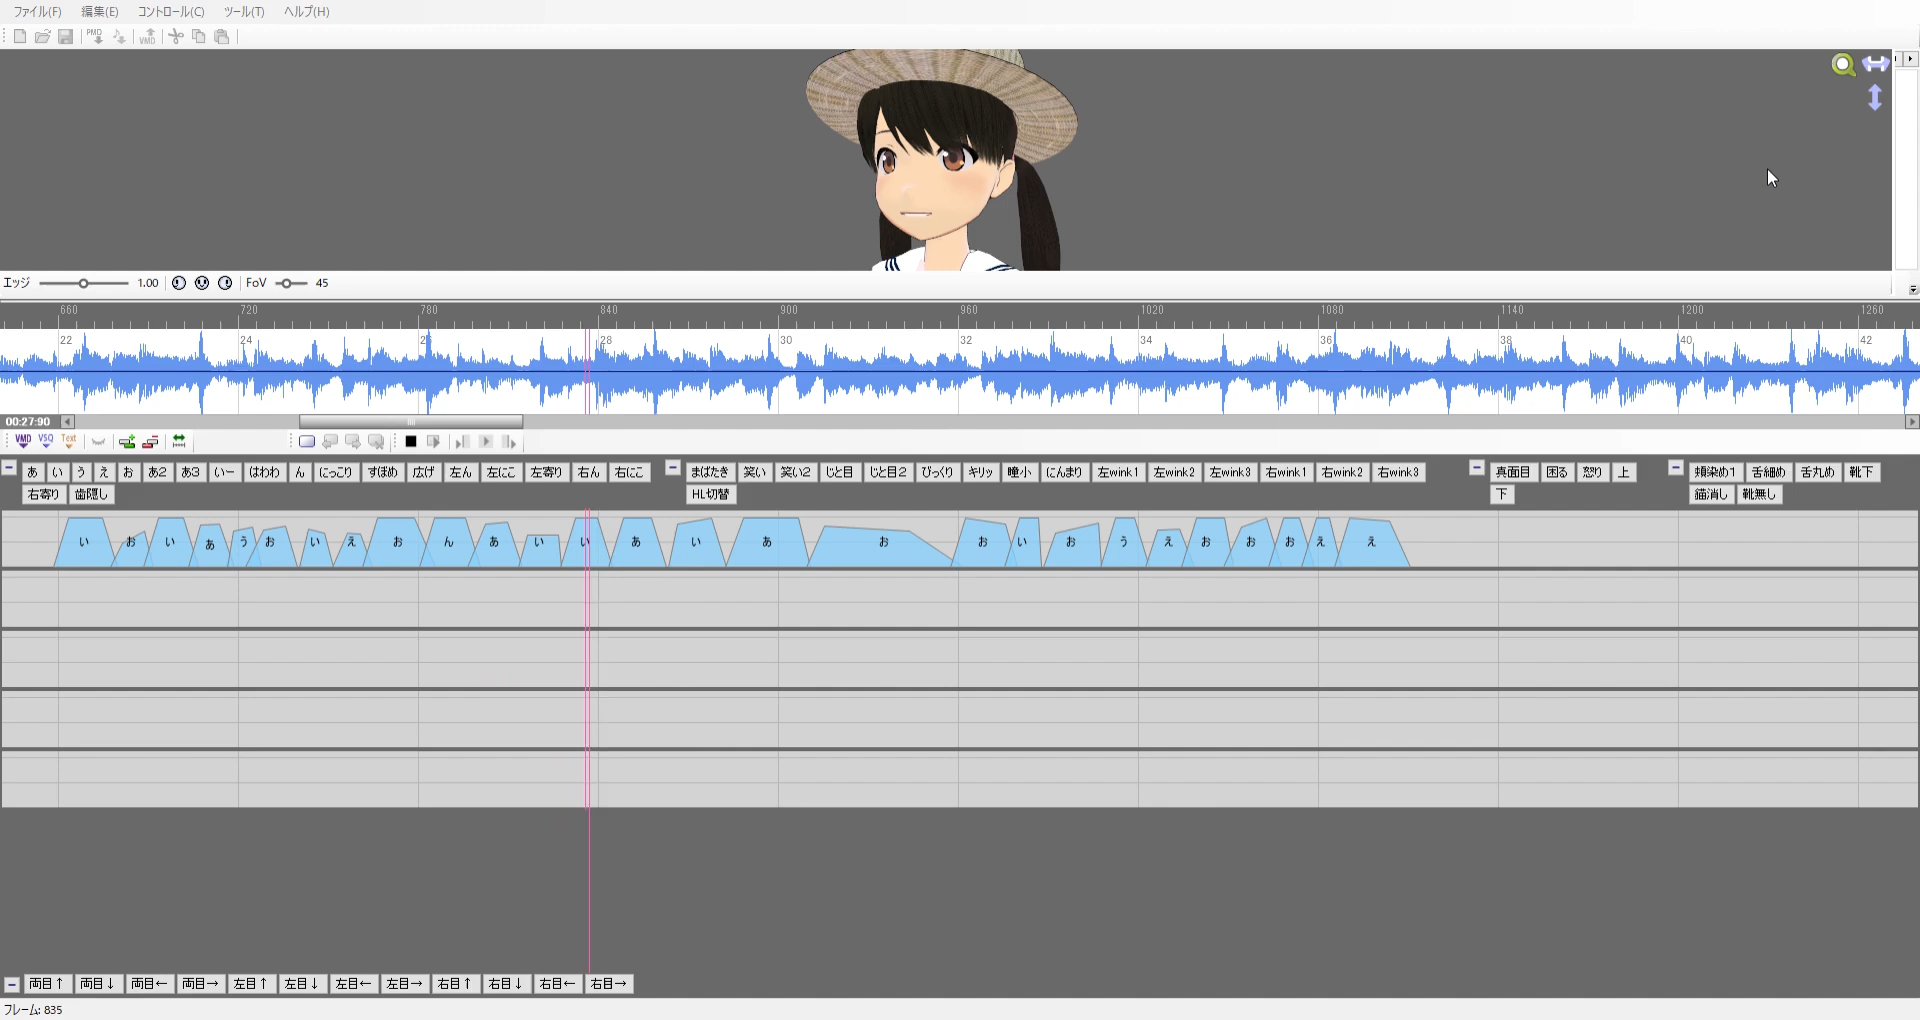 ファイル(F) 編集(E) コントロール(C) ツール(T) ヘルプ(H)
PMD VMD
エッジ 1.00 FoV 45
660 720 780 840 900 960 1020 1080 1140 1200 1260
22 24 26 28 30 32 34 36 38 40 42
00:27:90
VMD VSQ Text
あ い う え お あ2 あ3 いー はわわ ん にっこり すぼめ 広げ 左ん 左にこ 左寄り 右ん 右にこ まばたき 笑い 笑い2 じと目 じと目2 びっくり キリッ 瞳小 にんまり 左wink1 左wink2 左wink3 右wink1 右wink2 右wink3 真面目 困る 怒り 上 頬染め1 舌細め 舌丸め 靴下
右寄り 歯隠し HL切替 下 猫消し 靴無し
い お い あ う お い え お ん あ い い あ い あ お お い お う え お お お え え
両目↑ 両目↓ 両目← 両目→ 左目↑ 左目↓ 左目← 左目→ 右目↑ 右目↓ 右目← 右目→
フレーム: 835